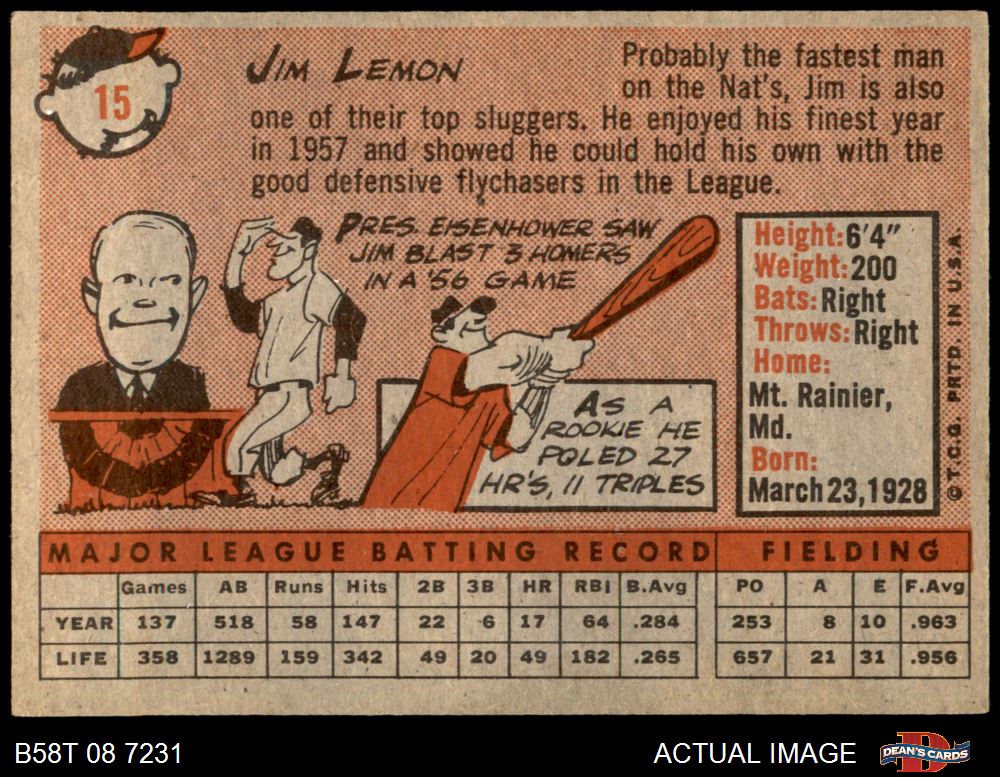 15
JIM LEMON
Probably the fastest man
on the Nat's, Jim is also
one of their top sluggers. He enjoyed his finest year
in 1957 and showed he could hold his own with the
good defensive flychasers in the League.
PRES. EISENHOWER SAW
JIM BLAST 3 HOMERS
IN A '56 GAME
AS A
ROOKIE HE
POLED 27
HR'S, 11 TRIPLES
Height: 6'4"
Weight: 200
Bats: Right
Throws: Right
Home:
Mt. Rainier,
Md.
Born:
March 23, 1928
© T.C.G. PRTD. IN U.S.A.
MAJOR LEAGUE BATTING RECORD FIELDING
Games AB Runs Hits 2B 3B HR RBI B.Avg PO A E F.Avg
YEAR 137 518 58 147 22 6 17 64 .284 253 8 10 .963
LIFE 358 1289 159 342 49 20 49 182 .265 657 21 31 .956
B58T 08 7231 ACTUAL IMAGE DEAN'S CARDS